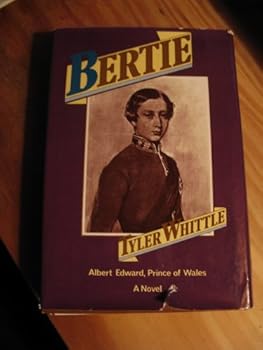 BERTIE
TYLER WHITTLE
Albert Edward, Prince of Wales
A Novel